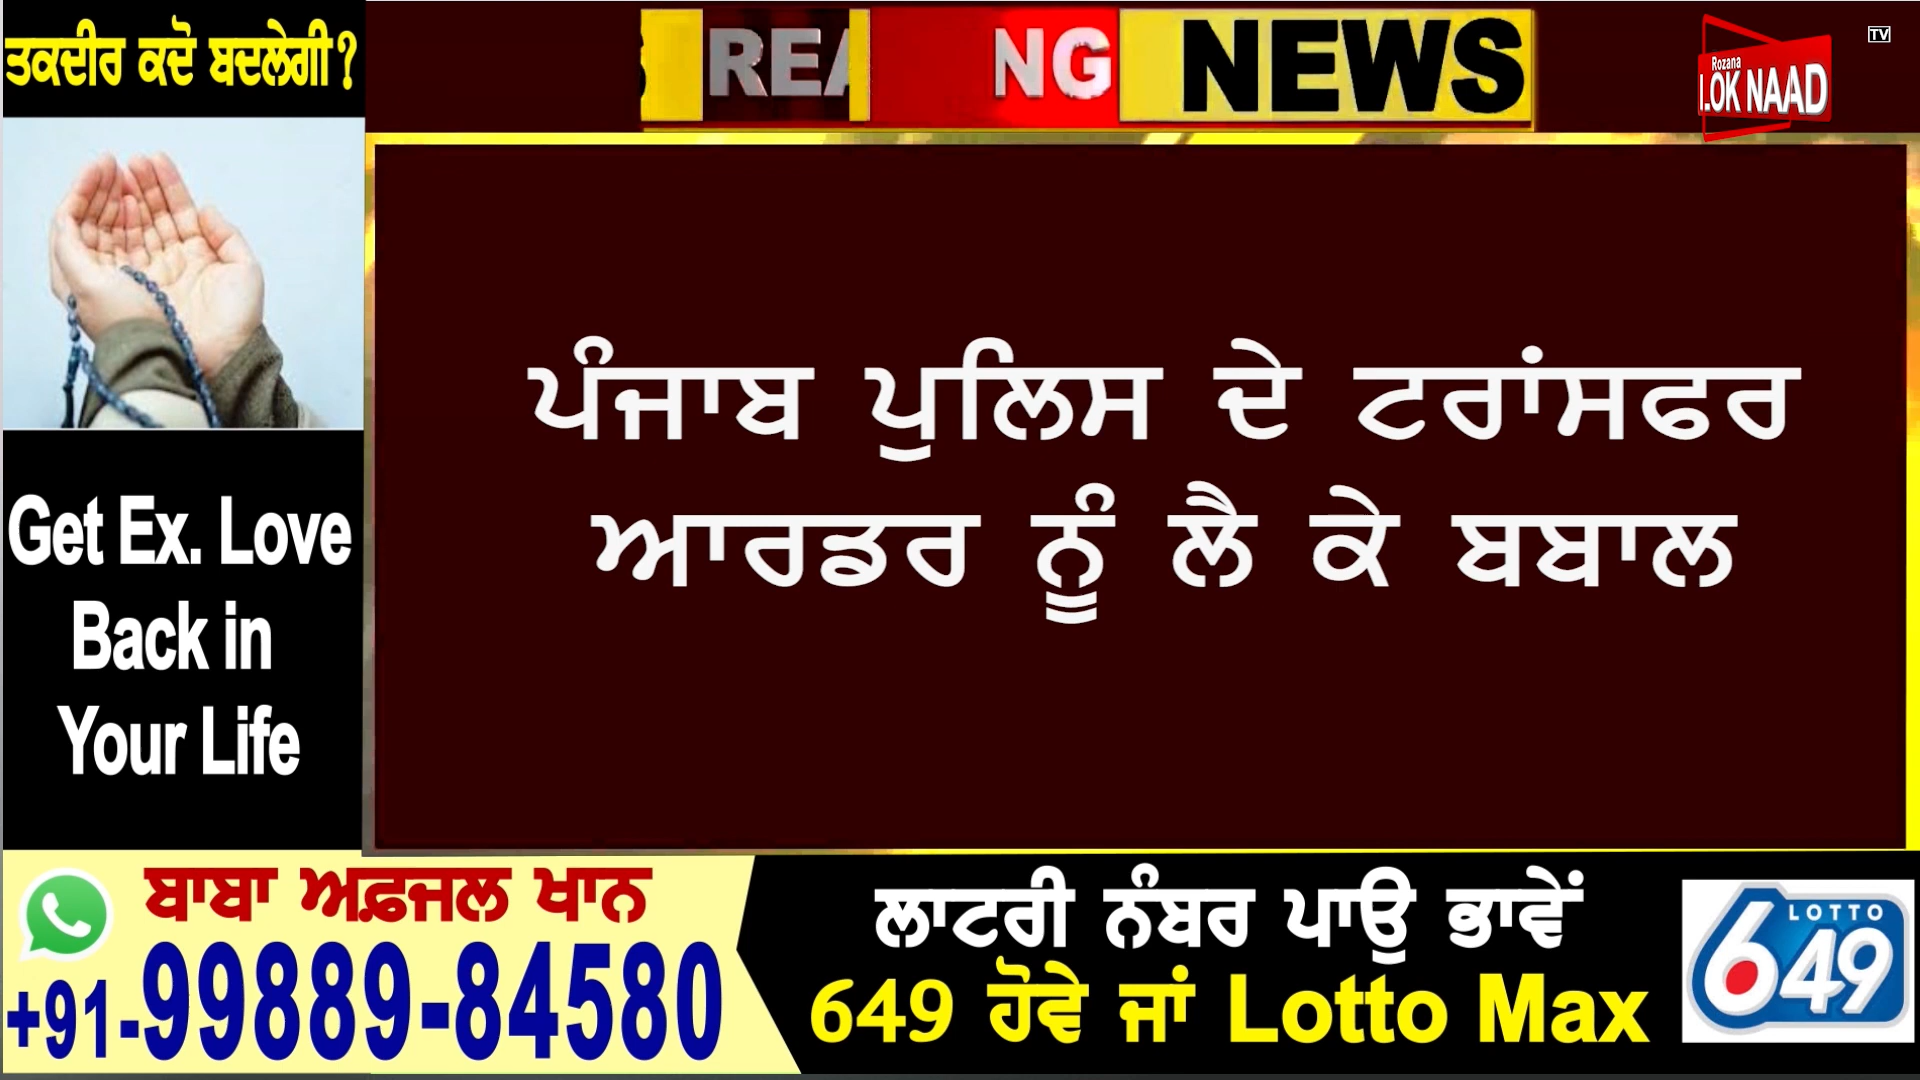 ਤਕਦੀਰ ਕਦੋ ਬਦਲੇਗੀ?
REA NG NEWS
Rozana
LOK NAAD
TV
ਪੰਜਾਬ ਪੁਲਿਸ ਦੇ ਟਰਾਂਸਫਰ
ਆਰਡਰ ਨੂੰ ਲੈ ਕੇ ਬਬਾਲ
Get Ex. Love
Back in
Your Life
ਬਾਬਾ ਅਫ਼ਜਲ ਖਾਨ
+91-99889-84580
ਲਾਟਰੀ ਨੰਬਰ ਪਾਉ ਭਾਵੇਂ
649 ਹੋਵੇ ਜਾਂ Lotto Max
LOTTO
649